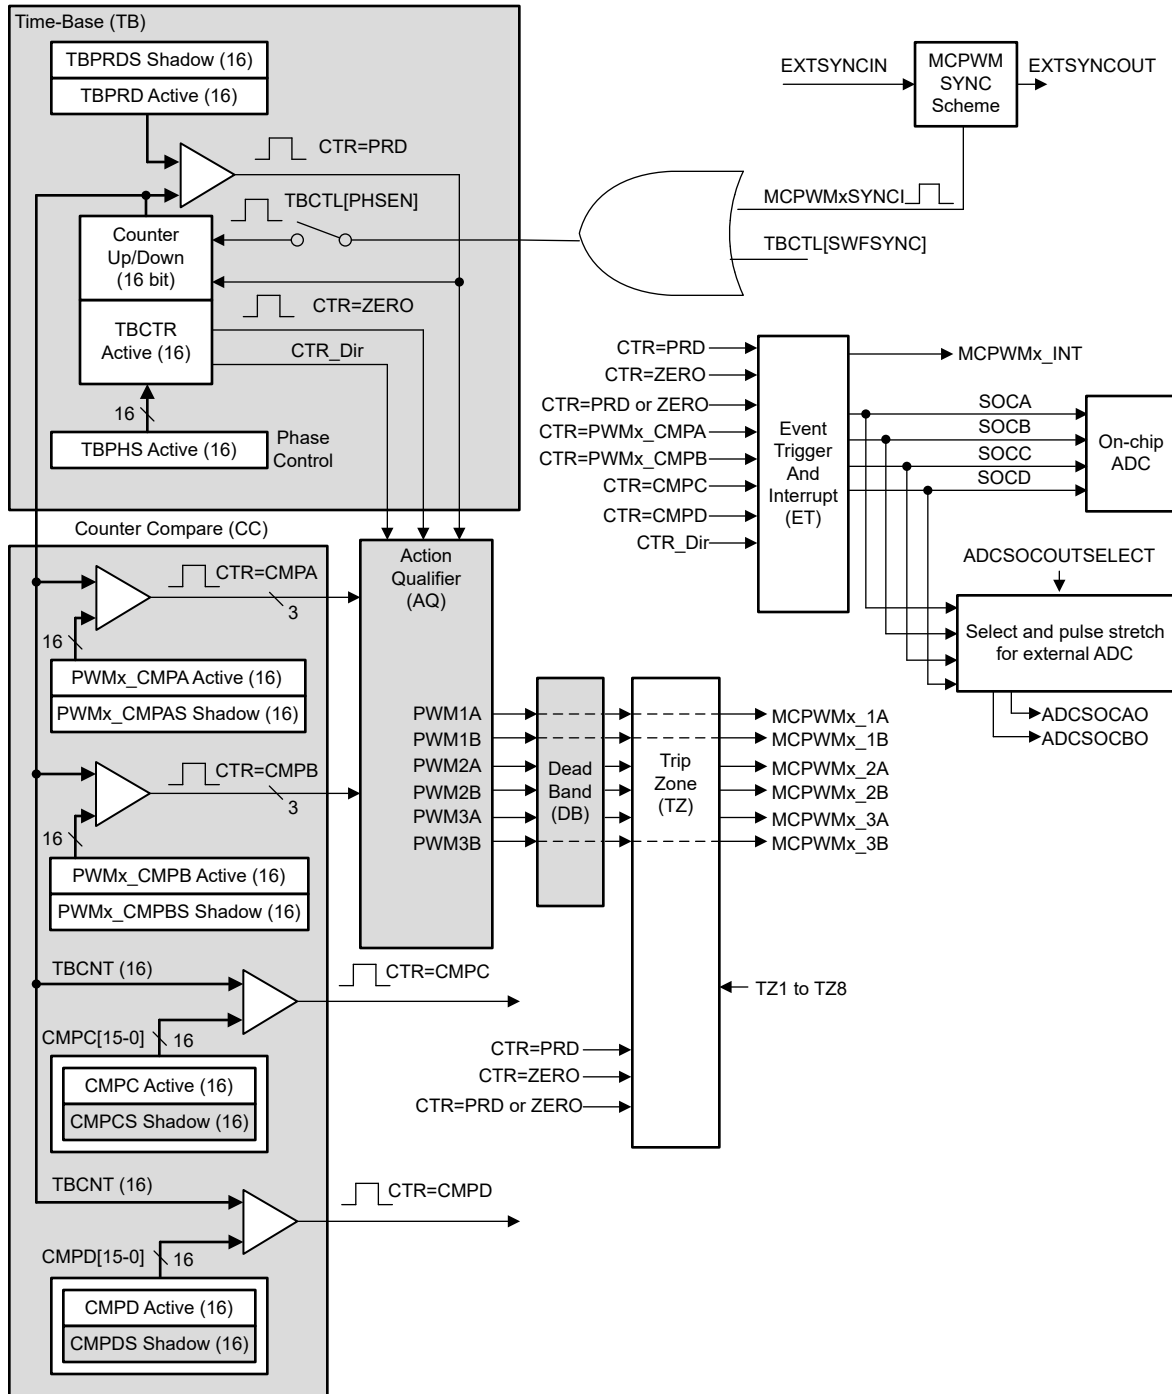 Time-Base (TB)
TBPRDS Shadow (16)
TBPRD Active (16)
CTR=PRD
TBCTL[PHSEN]
Counter
Up/Down
(16 bit)
CTR=ZERO
TBCTR
Active (16)
CTR_Dir
16
TBPHS Active (16)
Phase
Control
EXTSYNCIN
MCPWM
SYNC
Scheme
EXTSYNCOUT
MCPWMxSYNCI
TBCTL[SWFSYNC]
CTR=PRD
CTR=ZERO
CTR=PRD or ZERO
CTR=PWMx_CMPA
CTR=PWMx_CMPB
CTR=CMPC
CTR=CMPD
CTR_Dir
Event
Trigger
And
Interrupt
(ET)
MCPWMx_INT
SOCA
SOCB
SOCC
SOCD
On-chip
ADC
ADCSOCOUTSELECT
Select and pulse stretch
for external ADC
ADCSOCAO
ADCSOCBO
Counter Compare (CC)
CTR=CMPA
3
16
PWMx_CMPA Active (16)
PWMx_CMPAS Shadow (16)
CTR=CMPB
3
16
PWMx_CMPB Active (16)
PWMx_CMPBS Shadow (16)
Action
Qualifier
(AQ)
PWM1A
PWM1B
PWM2A
PWM2B
PWM3A
PWM3B
Dead
Band
(DB)
Trip
Zone
(TZ)
MCPWMx_1A
MCPWMx_1B
MCPWMx_2A
MCPWMx_2B
MCPWMx_3A
MCPWMx_3B
TBCNT (16)
CTR=CMPC
CMPC[15-0]
16
CMPC Active (16)
CMPCS Shadow (16)
TZ1 to TZ8
CTR=PRD
CTR=ZERO
CTR=PRD or ZERO
TBCNT (16)
CTR=CMPD
CMPD[15-0]
16
CMPD Active (16)
CMPDS Shadow (16)